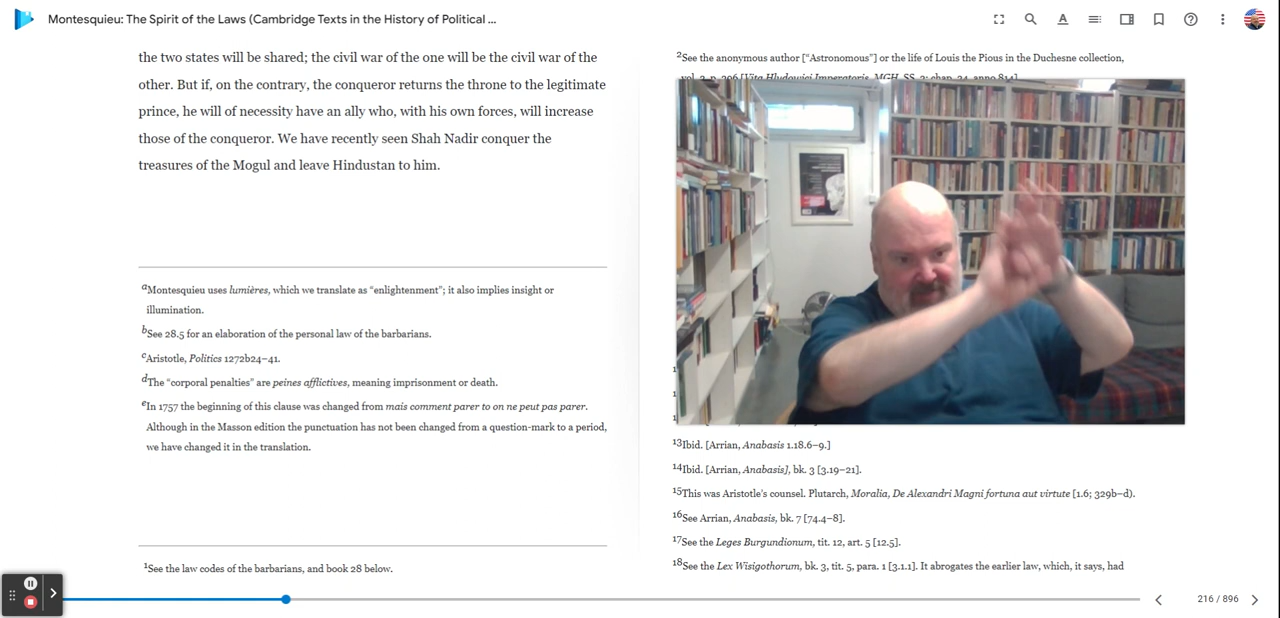 Montesquieu: The Spirit of the Laws (Cambridge Texts in the History of Political ...
the two states will be shared; the civil war of the one will be the civil war of the
other. But if, on the contrary, the conqueror returns the throne to the legitimate
prince, he will of necessity have an ally who, with his own forces, will increase
those of the conqueror. We have recently seen Shah Nadir conquer the
treasures of the Mogul and leave Hindustan to him.
aMontesquieu uses lumières, which we translate as “enlightenment”; it also implies insight or
illumination.
bSee 28.5 for an elaboration of the personal law of the barbarians.
cAristotle, Politics 1272b24–41.
dThe “corporal penalties” are peines afflictives, meaning imprisonment or death.
eIn 1757 the beginning of this clause was changed from mais comment parer to on ne peut pas parer.
Although in the Masson edition the punctuation has not been changed from a question-mark to a period,
we have changed it in the translation.
1See the law codes of the barbarians, and book 28 below.
2See the anonymous author [“Astronomus”] or the life of Louis the Pious in the Duchesne collection,
13Ibid. [Arrian, Anabasis 1.18.6–9.]
14Ibid. [Arrian, Anabasis], bk. 3 [3.19–21].
15This was Aristotle’s counsel. Plutarch, Moralia, De Alexandri Magni fortuna aut virtute [1.6; 329b–d).
16See Arrian, Anabasis, bk. 7 [74.4–8].
17See the Leges Burgundionum, tit. 12, art. 5 [12.5].
18See the Lex Wisigothorum, bk. 3, tit. 5, para. 1 [3.1.1]. It abrogates the earlier law, which, it says, had
216 / 896